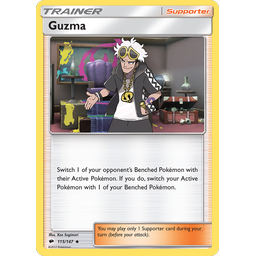 TRAINER Supporter
Guzma
Switch 1 of your opponent's Benched Pokémon with
their Active Pokémon. If you do, switch your Active
Pokémon with 1 of your Benched Pokémon.
Illus. Ken Sugimori
115/147
You may play only 1 Supporter card during your
turn (before your attack).